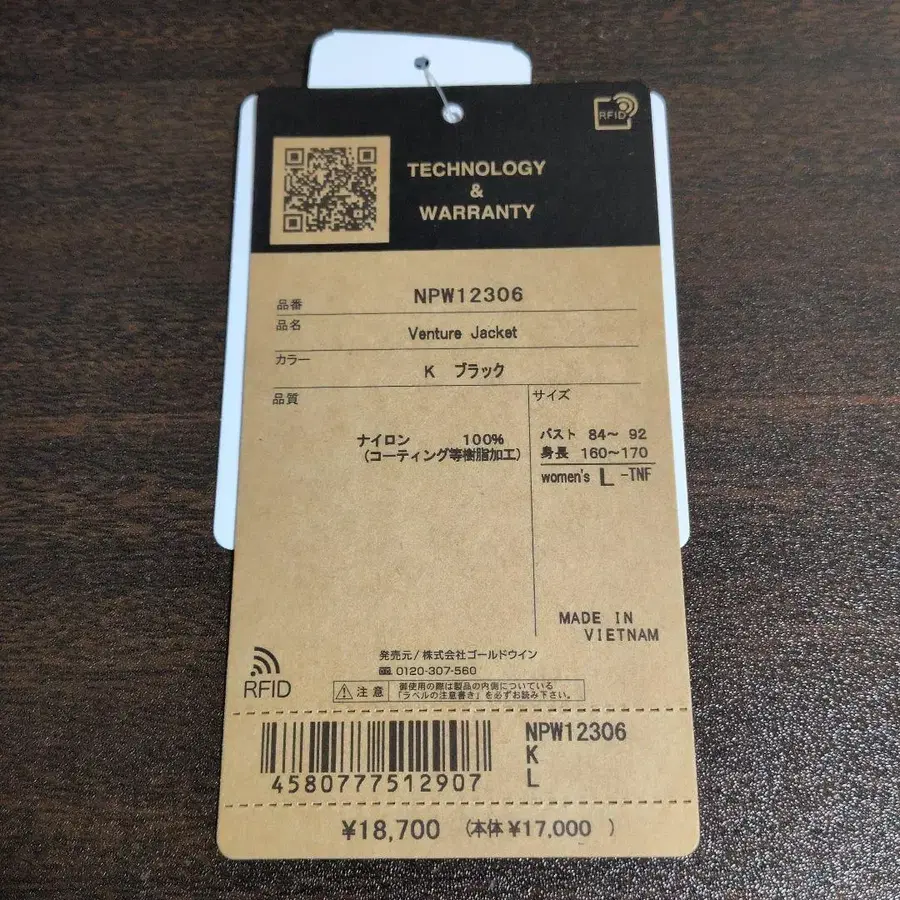 RFID
TECHNOLOGY
&
WARRANTY
品番 NPW12306
品名 Venture Jacket
カラー K ブラック
品質
ナイロン 100%
(コーティング等樹脂加工)
サイズ
バスト 84～ 92
身長 160～170
women's L -TNF
MADE IN
VIETNAM
発売元/株式会社ゴールドウイン
0120-307-560
RFID
注意 御使用の際は製品の内側についている
「ラベルの注意書き」を必ずお読み下さい。
4580777512907
NPW12306
K
L
¥18,700 (本体¥17,000 )